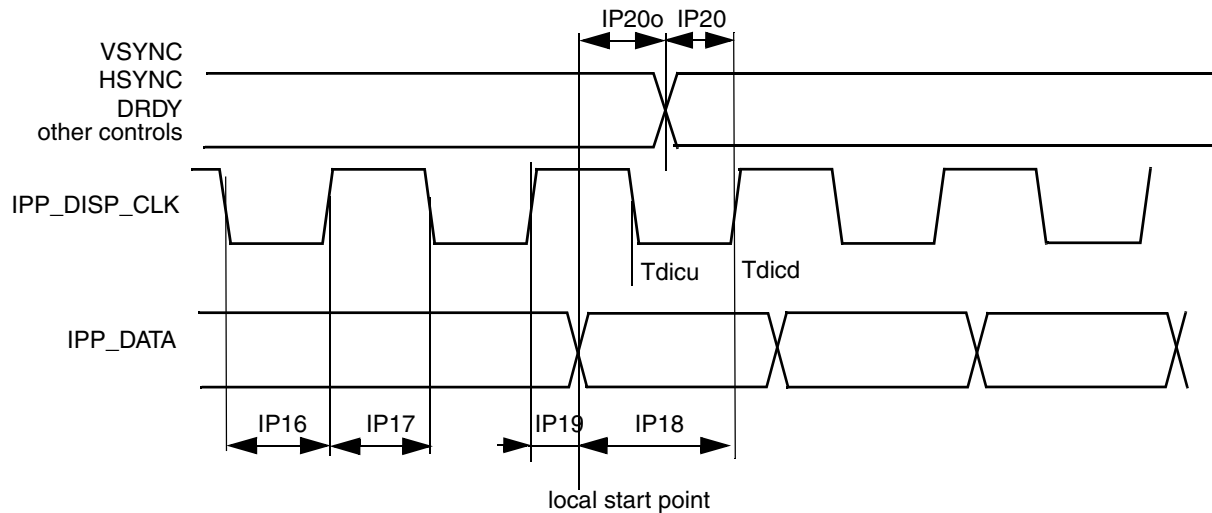 IP20o IP20
VSYNC
HSYNC
DRDY
other controls
IPP_DISP_CLK
Tdicu Tdicd
IPP_DATA
IP16 IP17 IP19 IP18
local start point